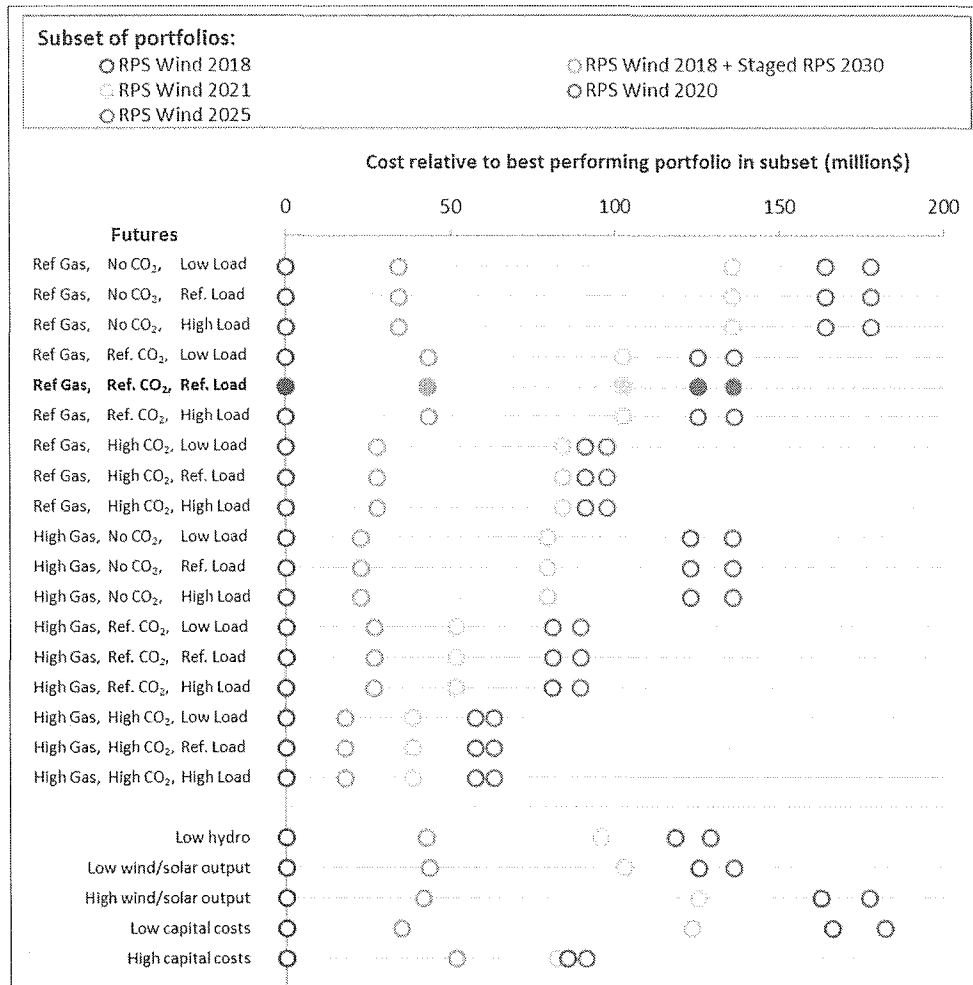 Subset of portfolios:
RPS Wind 2018
RPS Wind 2018 + Staged RPS 2030
RPS Wind 2021
RPS Wind 2020
RPS Wind 2025
Cost relative to best performing portfolio in subset (million$)
0 50 100 150 200
Futures
Ref Gas, No CO₂, Low Load
Ref Gas, No CO₂, Ref. Load
Ref Gas, No CO₂, High Load
Ref Gas, Ref. CO₂, Low Load
Ref Gas, Ref. CO₂, Ref. Load
Ref Gas, Ref. CO₂, High Load
Ref Gas, High CO₂, Low Load
Ref Gas, High CO₂, Ref. Load
Ref Gas, High CO₂, High Load
High Gas, No CO₂, Low Load
High Gas, No CO₂, Ref. Load
High Gas, No CO₂, High Load
High Gas, Ref. CO₂, Low Load
High Gas, Ref. CO₂, Ref. Load
High Gas, Ref. CO₂, High Load
High Gas, High CO₂, Low Load
High Gas, High CO₂, Ref. Load
High Gas, High CO₂, High Load
Low hydro
Low wind/solar output
High wind/solar output
Low capital costs
High capital costs